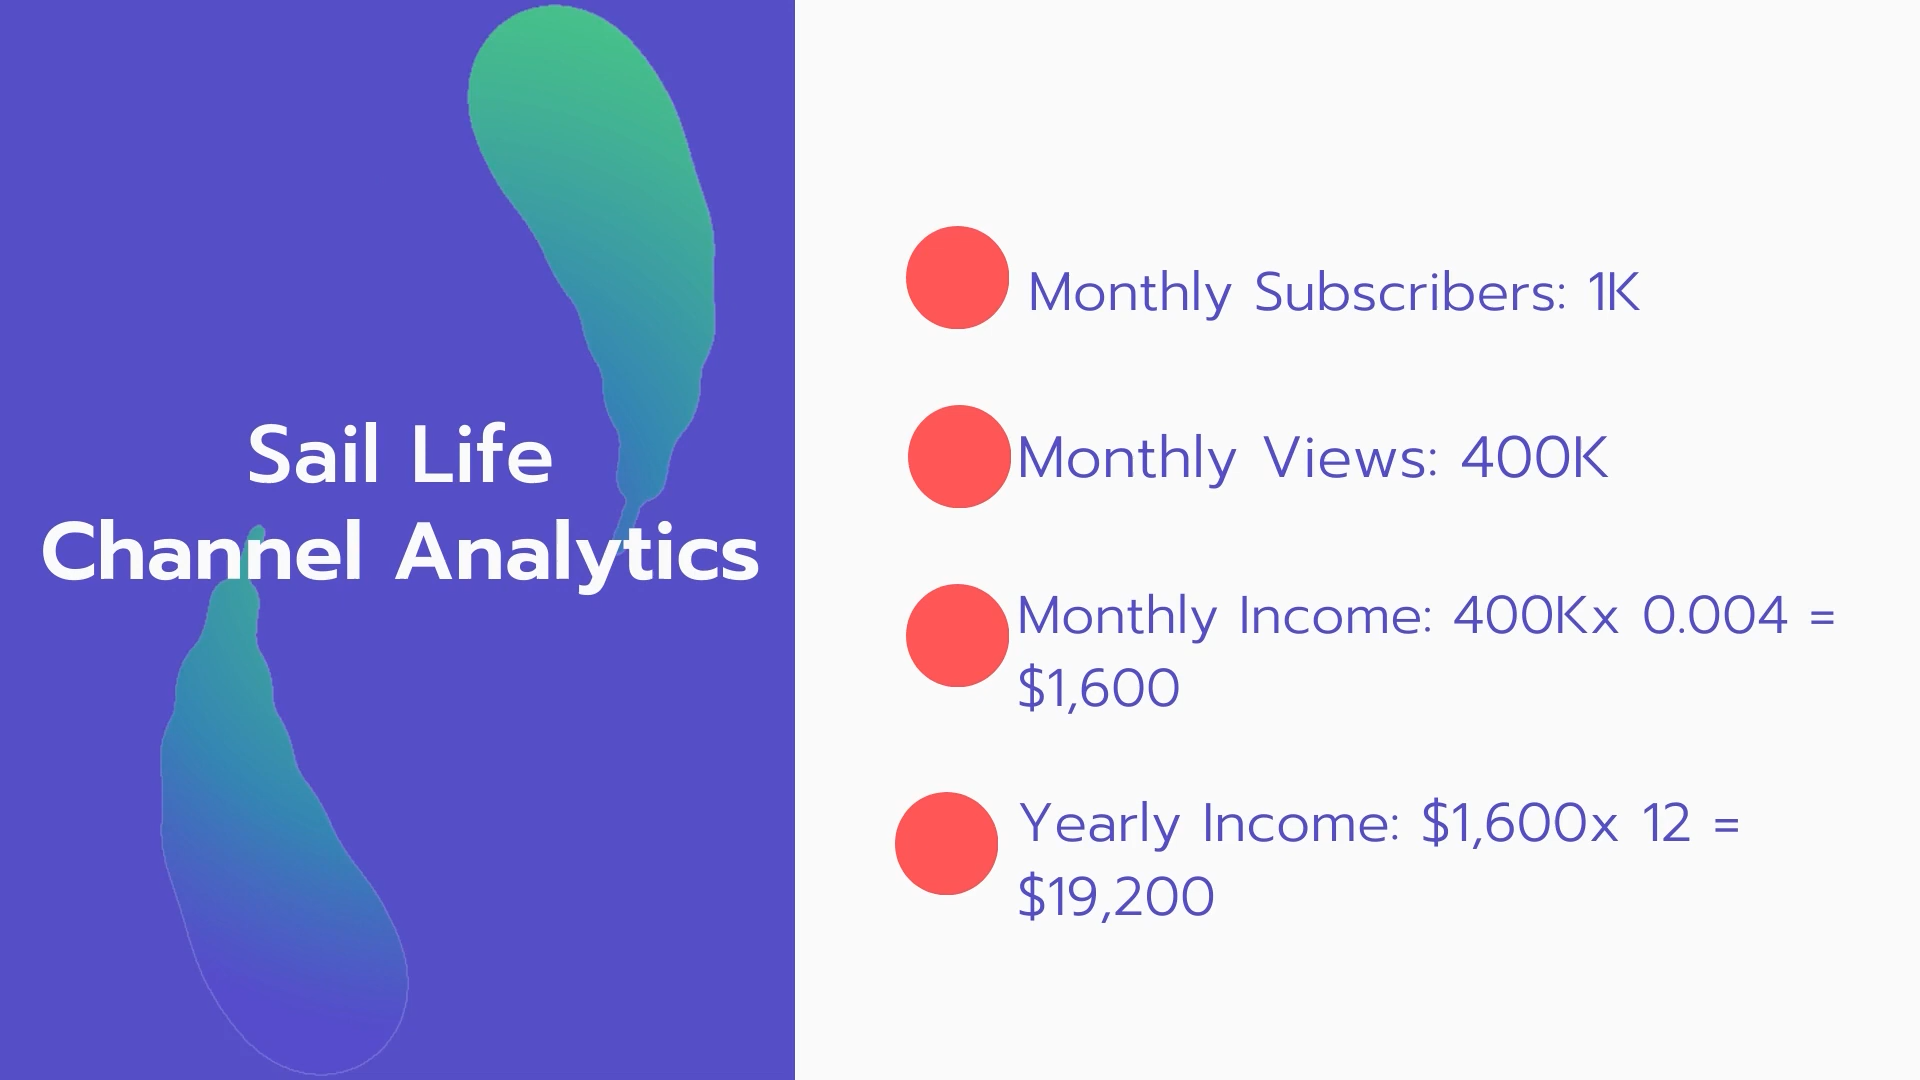 Sail Life
Channel Analytics
Monthly Subscribers: 1K
Monthly Views: 400K
Monthly Income: 400Kx 0.004 =
$1,600
Yearly Income: $1,600x 12 =
$19,200